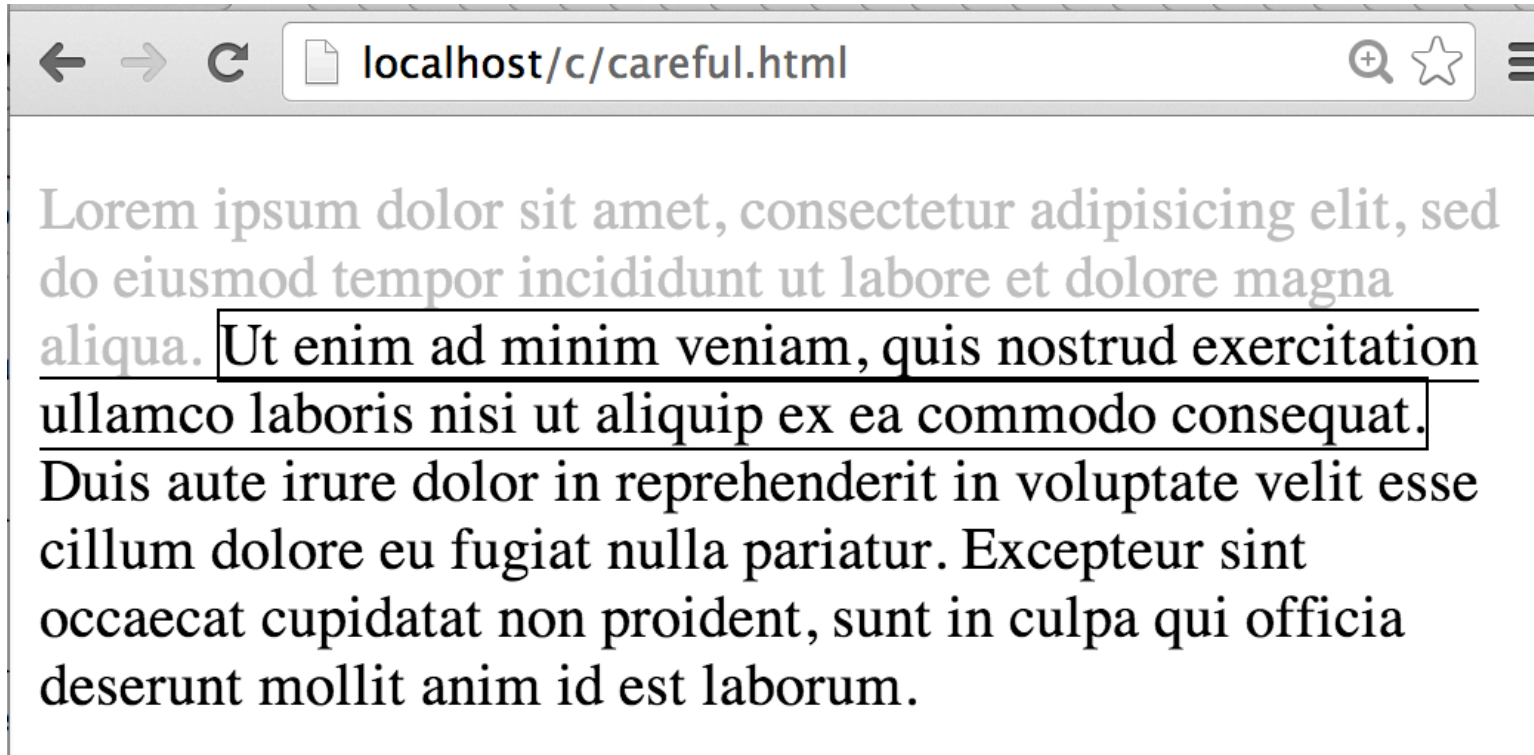 localhost/c/careful.html
Lorem ipsum dolor sit amet, consectetur adipisicing elit, sed
do eiusmod tempor incididunt ut labore et dolore magna
aliqua. Ut enim ad minim veniam, quis nostrud exercitation
ullamco laboris nisi ut aliquip ex ea commodo consequat.
Duis aute irure dolor in reprehenderit in voluptate velit esse
cillum dolore eu fugiat nulla pariatur. Excepteur sint
occaecat cupidatat non proident, sunt in culpa qui officia
deserunt mollit anim id est laborum.